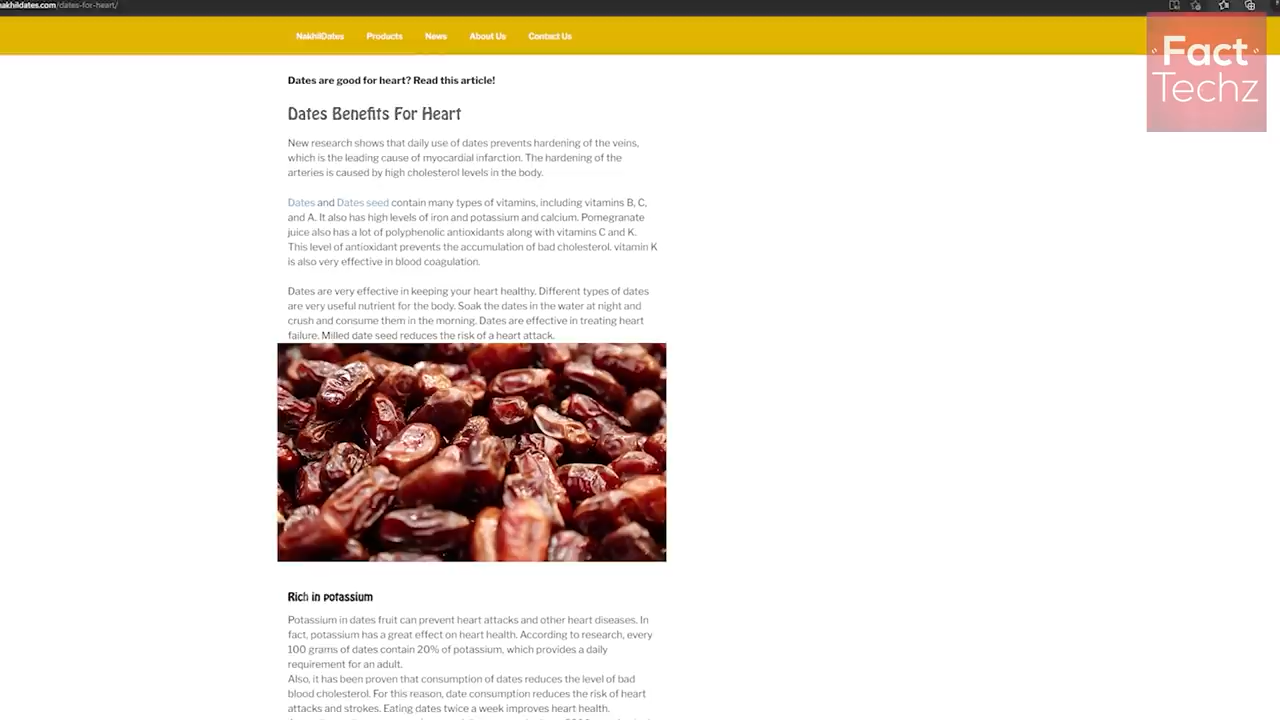 nakhildates.com/dates-for-heart/
NakhilDates Products News About Us Contact Us
Fact
Techz
Dates are good for heart? Read this article!
Dates Benefits For Heart
New research shows that daily use of dates prevents hardening of the veins,
which is the leading cause of myocardial infarction. The hardening of the
arteries is caused by high cholesterol levels in the body.
Dates and Dates seed contain many types of vitamins, including vitamins B, C,
and A. It also has high levels of iron and potassium and calcium. Pomegranate
juice also has a lot of polyphenolic antioxidants along with vitamins C and K.
This level of antioxidant prevents the accumulation of bad cholesterol. vitamin K
is also very effective in blood coagulation.
Dates are very effective in keeping your heart healthy. Different types of dates
are very useful nutrient for the body. Soak the dates in the water at night and
crush and consume them in the morning. Dates are effective in treating heart
failure. Milled date seed reduces the risk of a heart attack.
Rich in potassium
Potassium in dates fruit can prevent heart attacks and other heart diseases. In
fact, potassium has a great effect on heart health. According to research, every
100 grams of dates contain 20% of potassium, which provides a daily
requirement for an adult.
Also, it has been proven that consumption of dates reduces the level of bad
blood cholesterol. For this reason, date consumption reduces the risk of heart
attacks and strokes. Eating dates twice a week improves heart health.